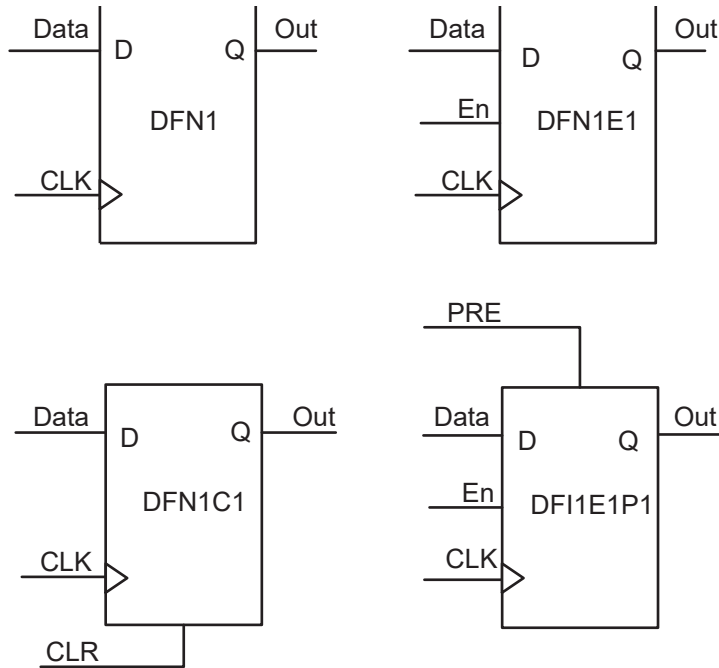 Data
D
Q
Out
DFN1
CLK
Data
D
Q
Out
En
DFN1E1
CLK
Data
D
Q
Out
DFN1C1
CLK
CLR
PRE
Data
D
Q
Out
En
DFI1E1P1
CLK